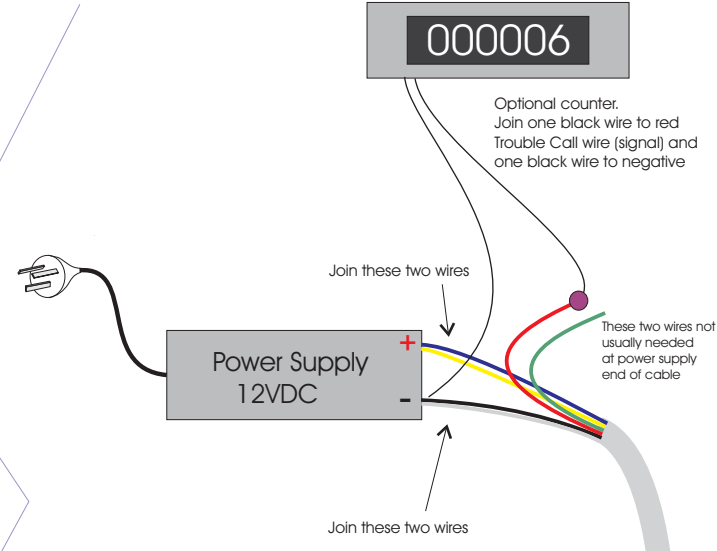 000006
Optional counter.
Join one black wire to red
Trouble Call wire (signal) and
one black wire to negative
Join these two wires
These two wires not
usually needed
at power supply
end of cable
+
Power Supply
12VDC
-
Join these two wires